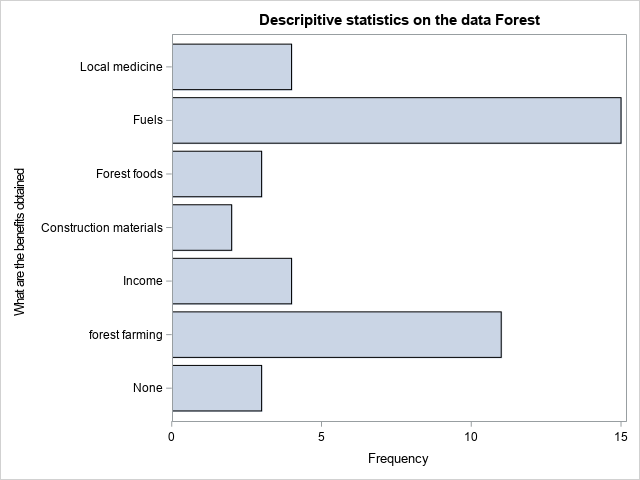 Descripitive statistics on the data Forest
What are the benefits obtained
Local medicine
Fuels
Forest foods
Construction materials
Income
forest farming
None
0 5 10 15
Frequency